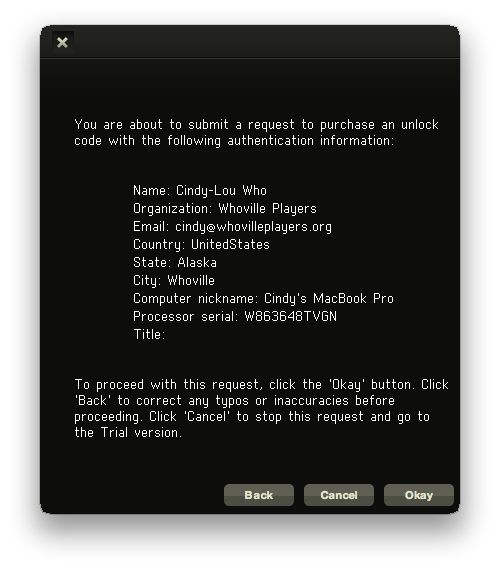 You are about to submit a request to purchase an unlock
code with the following authentication information:
Name: Cindy-Lou Who
Organization: Whoville Players
Email: cindy@whovilleplayers.org
Country: UnitedStates
State: Alaska
City: Whoville
Computer nickname: Cindy's MacBook Pro
Processor serial: W863648TVGN
Title:
To proceed with this request, click the 'Okay' button. Click
'Back' to correct any typos or inaccuracies before
proceeding. Click 'Cancel' to stop this request and go to
the Trial version.
Back Cancel Okay